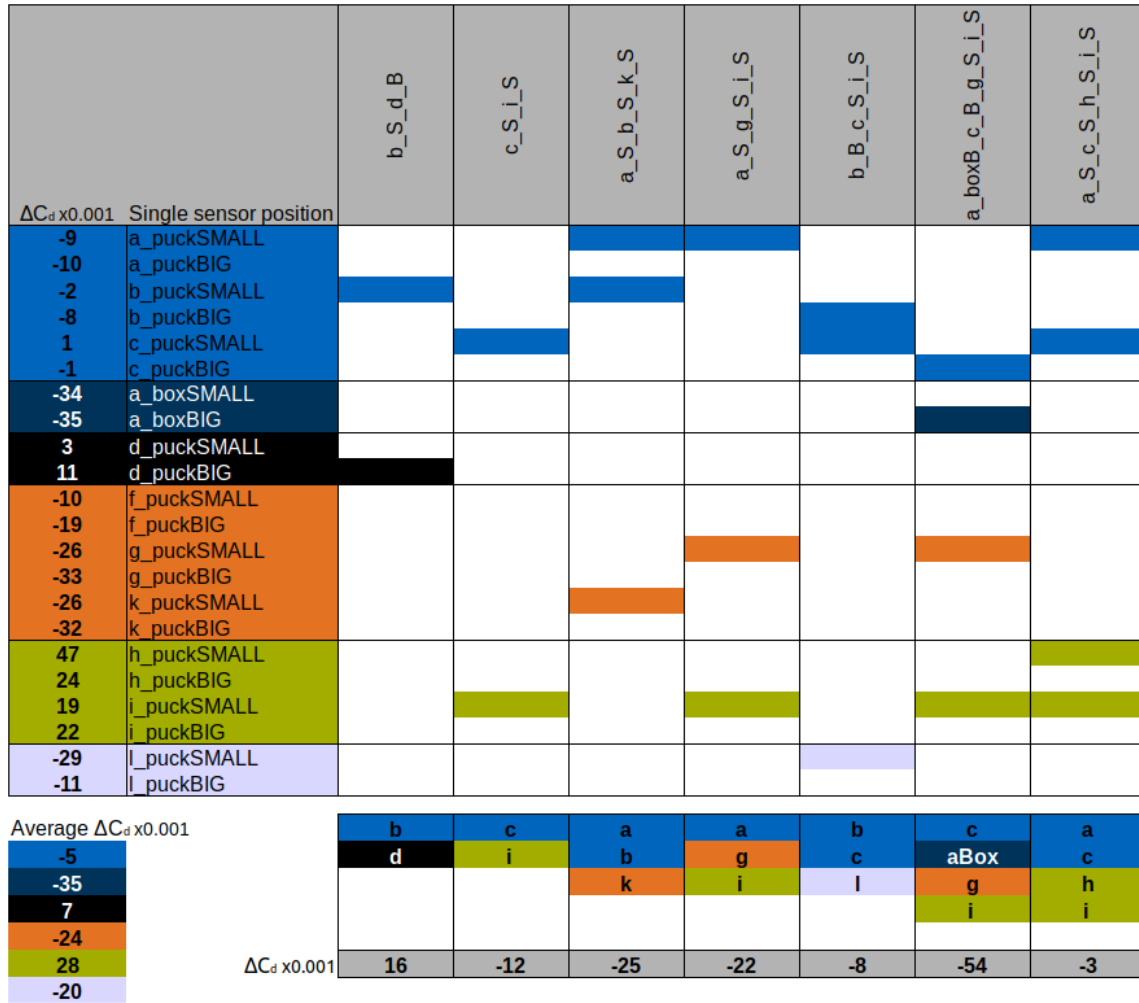 b_S_d_B
c_S_i_S
a_S_b_S_k_S
a_S_g_S_i_S
b_B_c_S_i_S
a_boxB_c_B_g_S_i_S
a_S_c_S_h_S_i_S
ΔCd x0.001 Single sensor position
-9 a_puckSMALL
-10 a_puckBIG
-2 b_puckSMALL
-8 b_puckBIG
1 c_puckSMALL
-1 c_puckBIG
-34 a_boxSMALL
-35 a_boxBIG
3 d_puckSMALL
11 d_puckBIG
-10 f_puckSMALL
-19 f_puckBIG
-26 g_puckSMALL
-33 g_puckBIG
-26 k_puckSMALL
-32 k_puckBIG
47 h_puckSMALL
24 h_puckBIG
19 i_puckSMALL
22 i_puckBIG
-29 l_puckSMALL
-11 l_puckBIG
Average ΔCd x0.001
-5
-35
7
-24
28
-20
b c a a b c a
d i b g c aBox c
k i l g h
i i
ΔCd x0.001 16 -12 -25 -22 -8 -54 -3